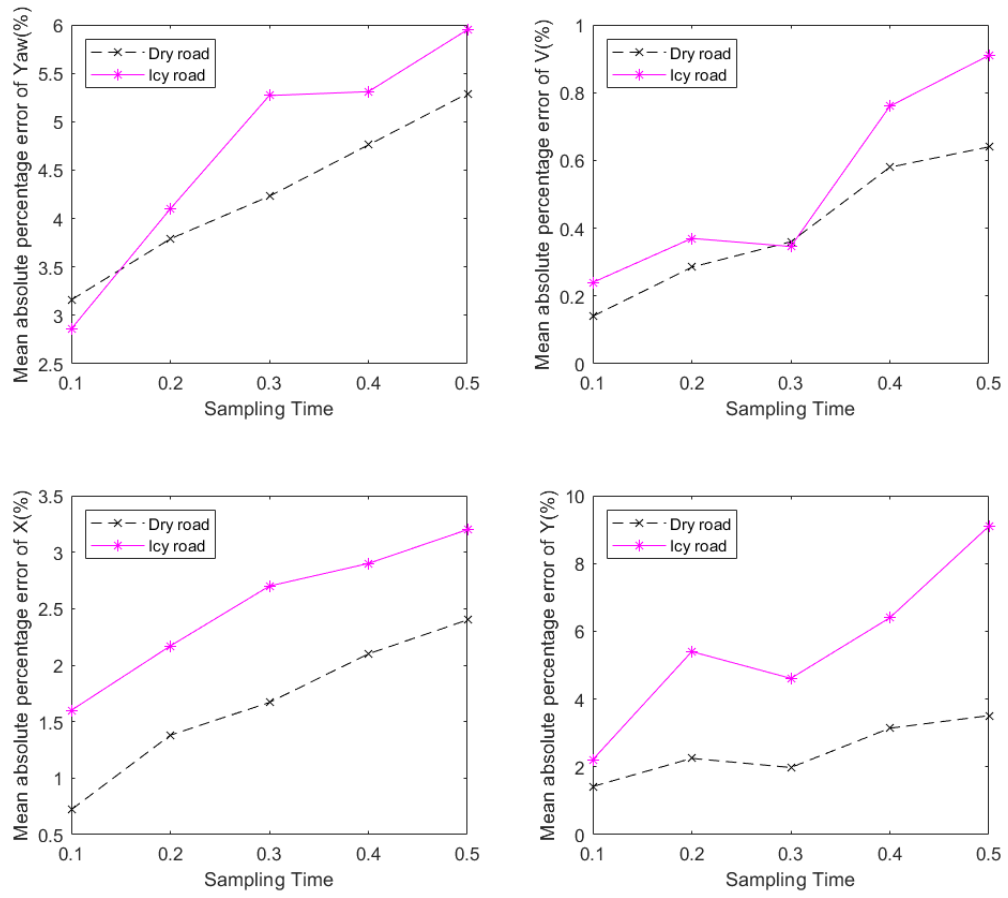 Mean absolute percentage error of Yaw(%)
6
5.5
5
4.5
4
3.5
3
2.5
Dry road
Icy road
0.1 0.2 0.3 0.4 0.5
Sampling Time
Mean absolute percentage error of V(%)
1
0.8
0.6
0.4
0.2
0
Dry road
Icy road
0.1 0.2 0.3 0.4 0.5
Sampling Time
Mean absolute percentage error of X(%)
3.5
3
2.5
2
1.5
1
0.5
Dry road
Icy road
0.1 0.2 0.3 0.4 0.5
Sampling Time
Mean absolute percentage error of Y(%)
10
8
6
4
2
0
Dry road
Icy road
0.1 0.2 0.3 0.4 0.5
Sampling Time